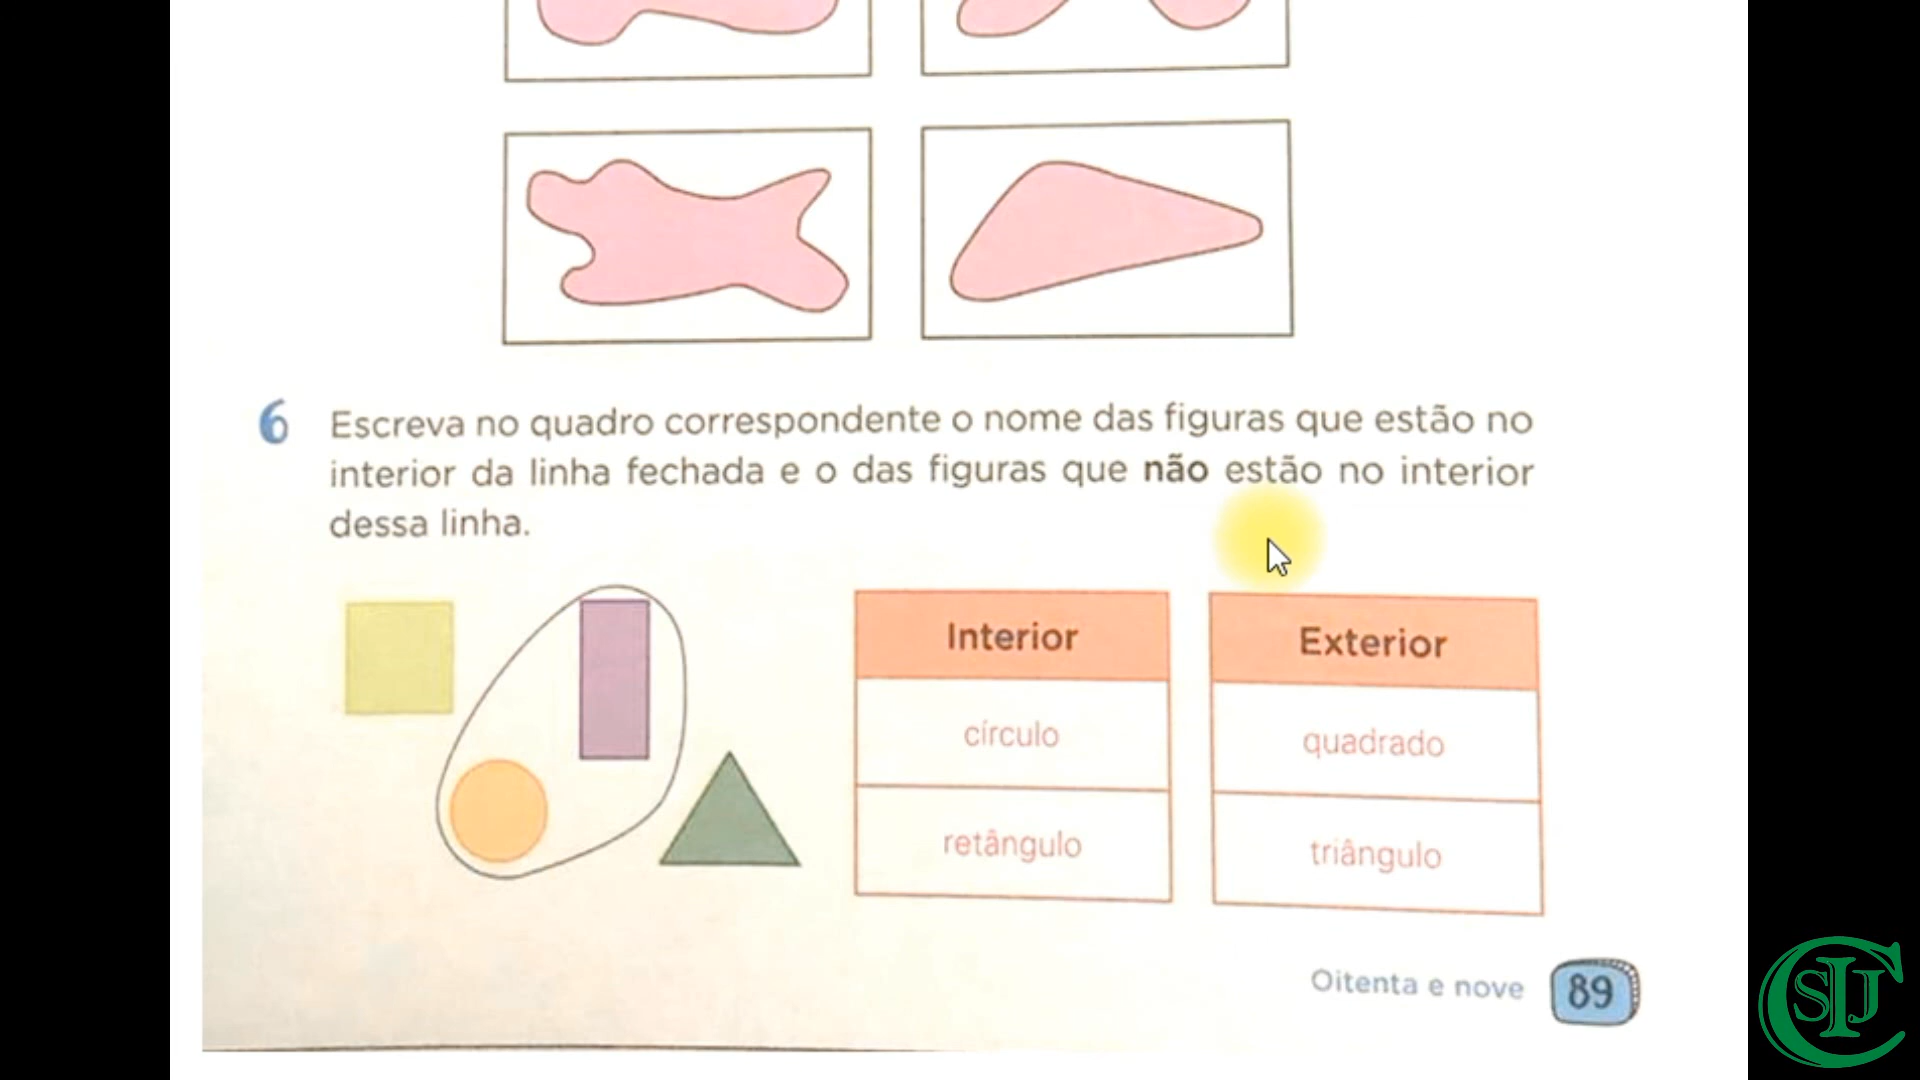 6 Escreva no quadro correspondente o nome das figuras que estão no
interior da linha fechada e o das figuras que não estão no interior
dessa linha.
Interior
círculo
retângulo
Exterior
quadrado
triângulo
Oitenta e nove 89
CSIJ